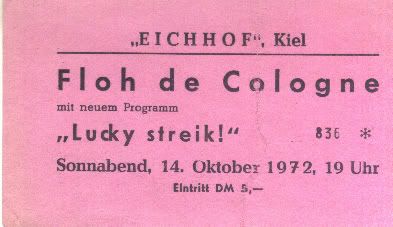 „EICHHOF“, Kiel
Floh de Cologne
mit neuem Programm
„Lucky streik!“ 836 *
Sonnabend, 14. Oktober 1972, 19 Uhr
Eintritt DM 5,—